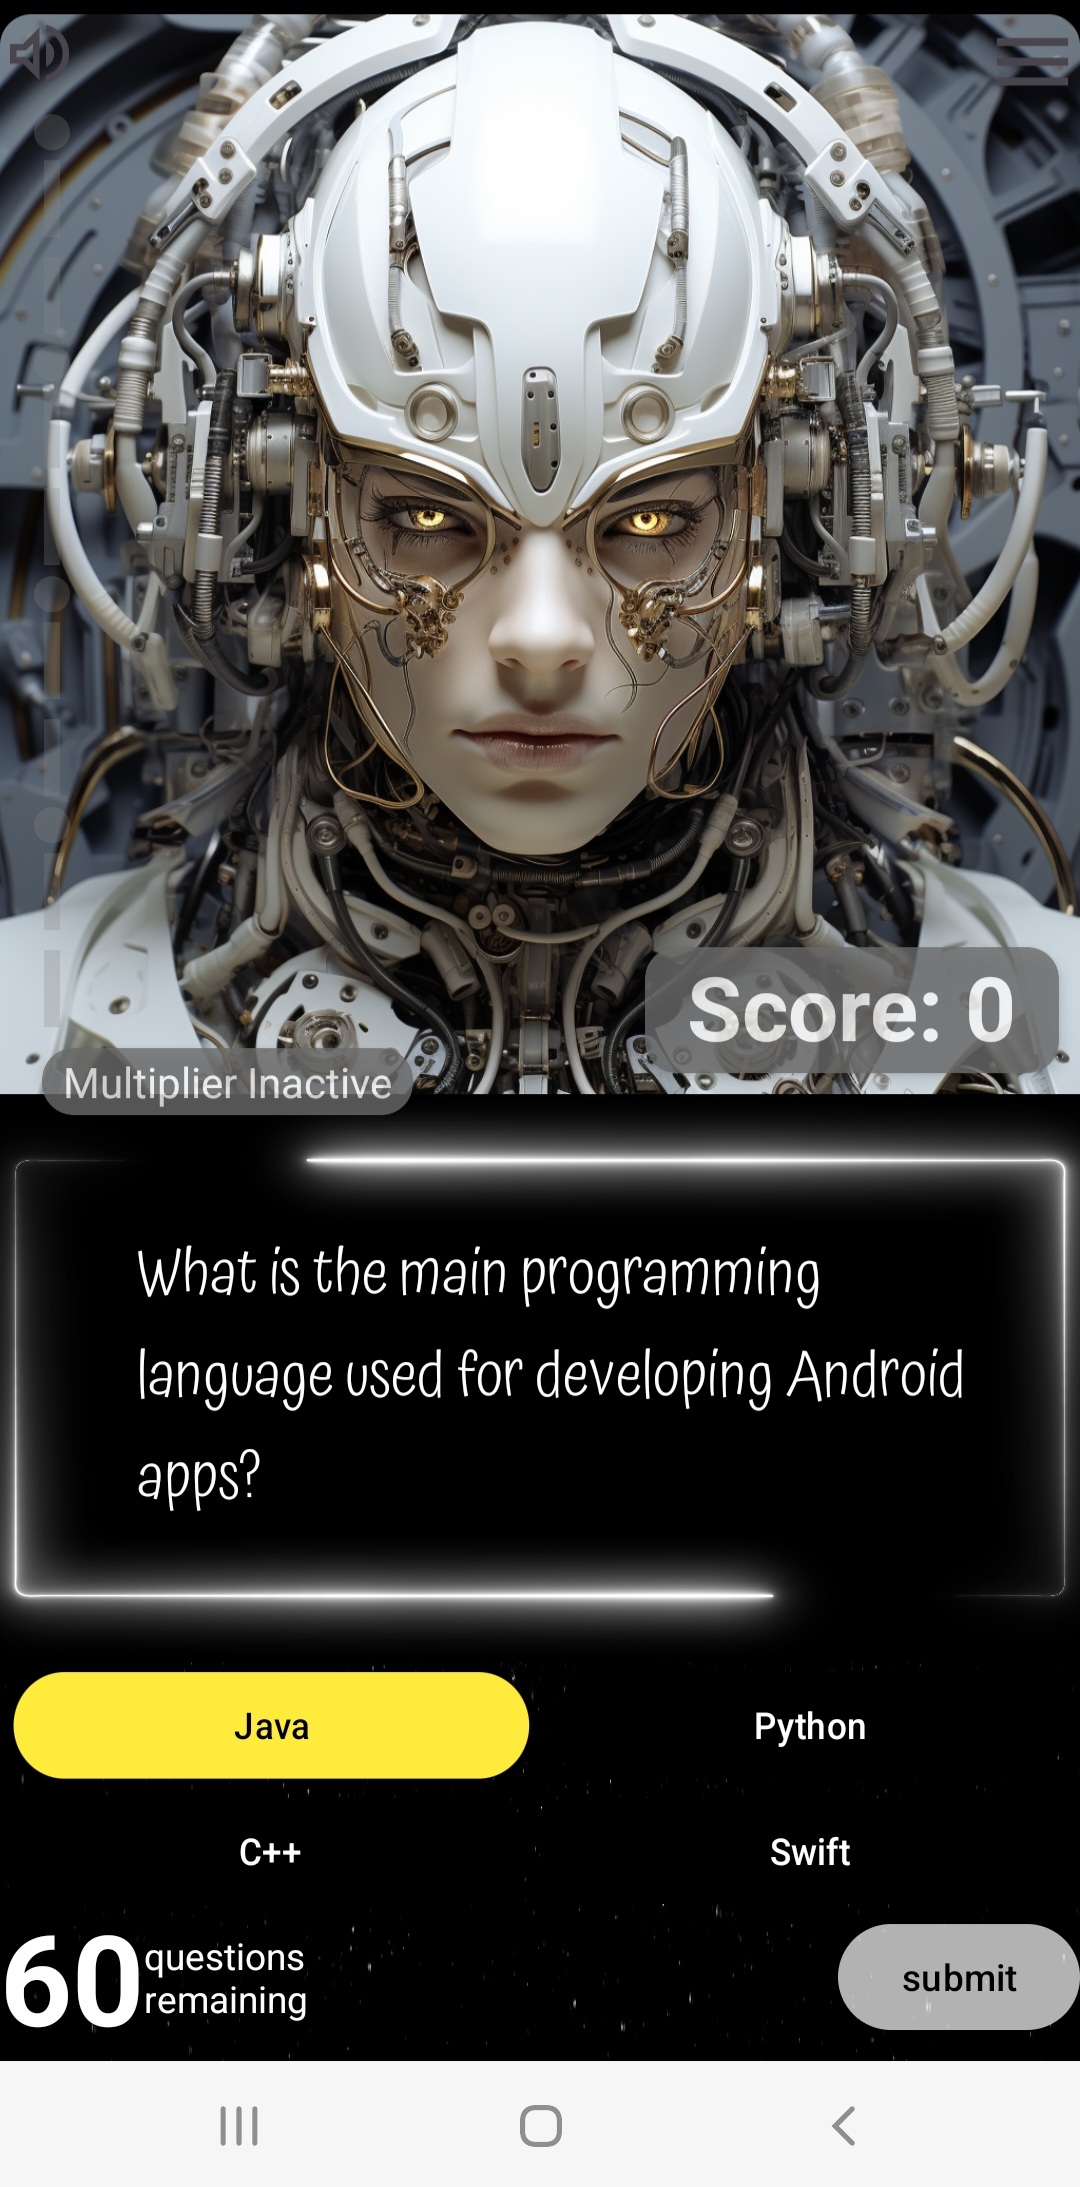 Score: 0
Multiplier Inactive
What is the main programming
language used for developing Android
apps?
Java
Python
C++
Swift
60 questions
remaining
submit